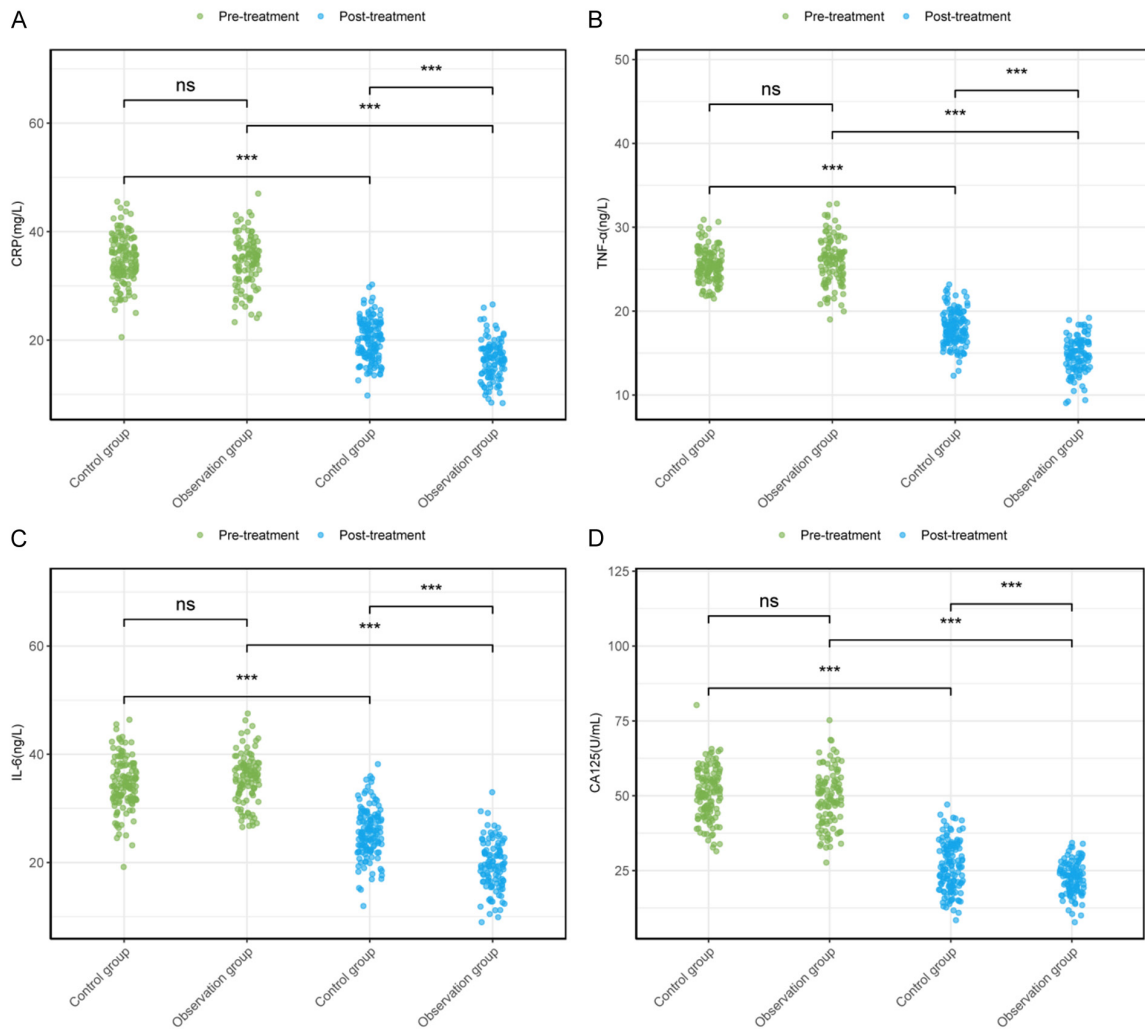 A
Pre-treatment Post-treatment
CRP(mg/L)
60
40
20
ns
***
***
***
Control group
Observation group
Control group
Observation group
B
Pre-treatment Post-treatment
TNF-α(ng/L)
50
40
30
20
10
ns
***
***
***
Control group
Observation group
Control group
Observation group
C
Pre-treatment Post-treatment
IL-6(ng/L)
60
40
20
ns
***
***
***
Control group
Observation group
Control group
Observation group
D
Pre-treatment Post-treatment
CA125(U/mL)
125
100
75
50
25
ns
***
***
***
Control group
Observation group
Control group
Observation group